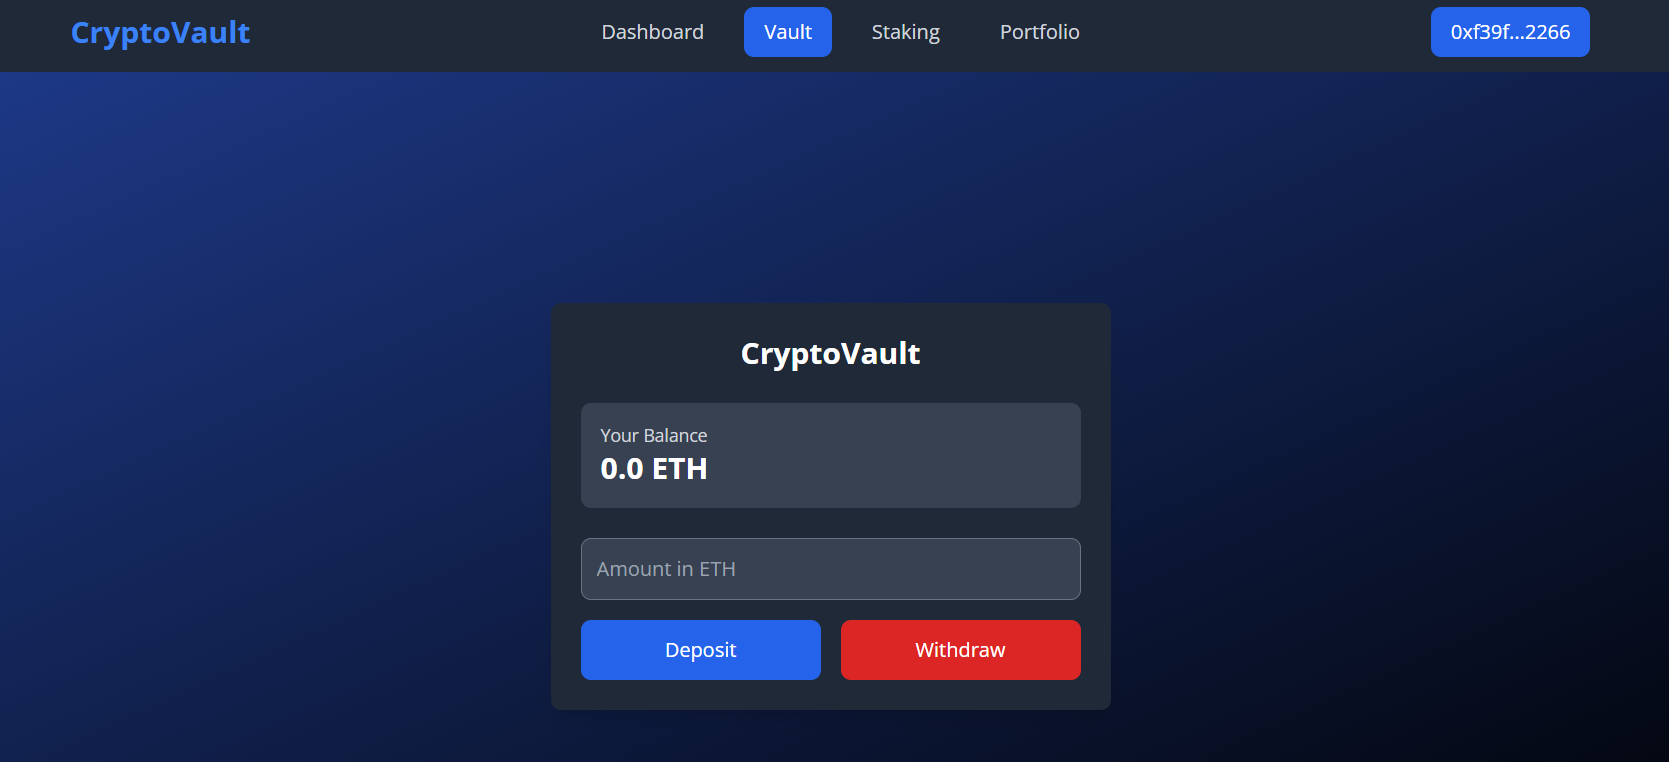 CryptoVault
Dashboard
Vault
Staking
Portfolio
0xf39f...2266
CryptoVault
Your Balance
0.0 ETH
Amount in ETH
Deposit
Withdraw